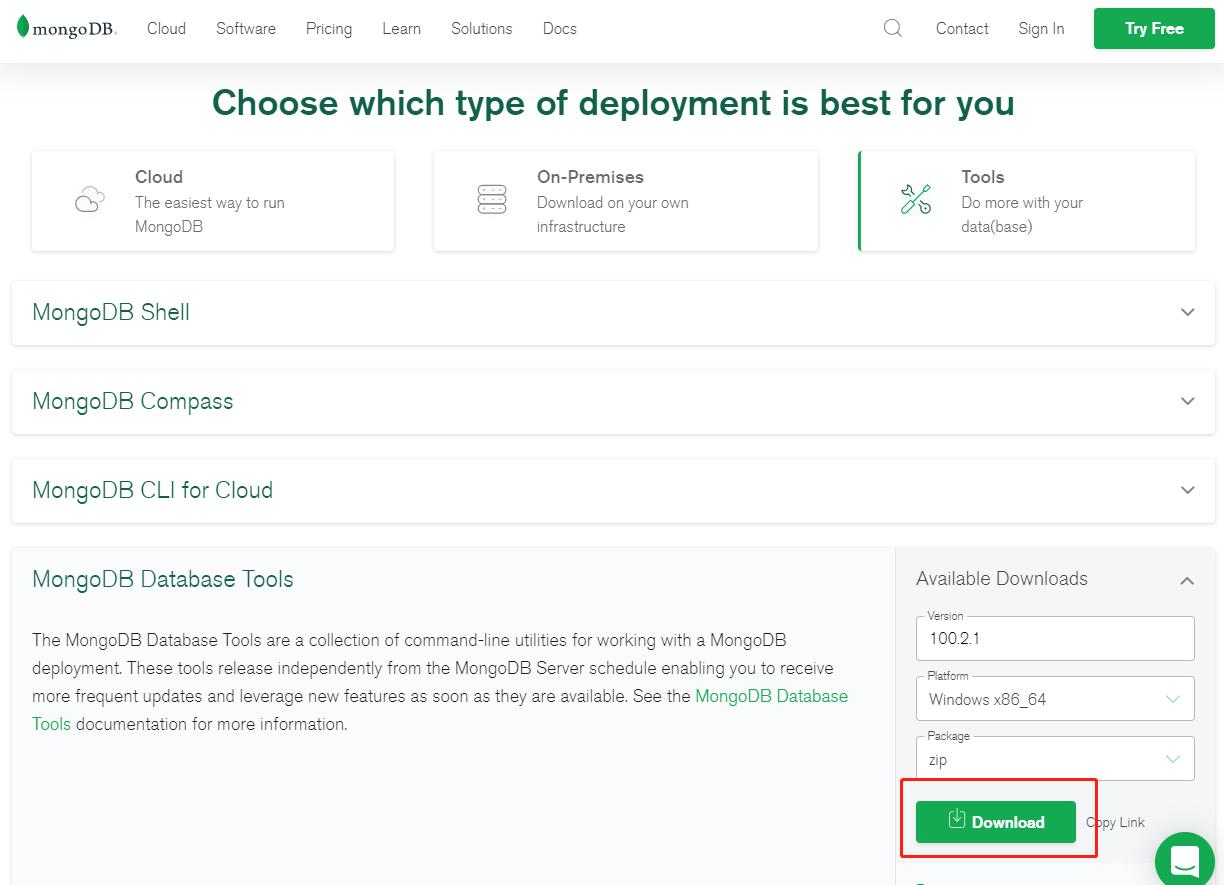 mongoDB. Cloud Software Pricing Learn Solutions Docs Contact Sign In Try Free
Choose which type of deployment is best for you
Cloud
The easiest way to run
MongoDB
On-Premises
Download on your own
infrastructure
Tools
Do more with your
data(base)
MongoDB Shell
MongoDB Compass
MongoDB CLI for Cloud
MongoDB Database Tools
The MongoDB Database Tools are a collection of command-line utilities for working with a MongoDB
deployment. These tools release independently from the MongoDB Server schedule enabling you to receive
more frequent updates and leverage new features as soon as they are available. See the MongoDB Database
Tools documentation for more information.
Available Downloads
Version
100.2.1
Platform
Windows x86_64
Package
zip
Download Copy Link